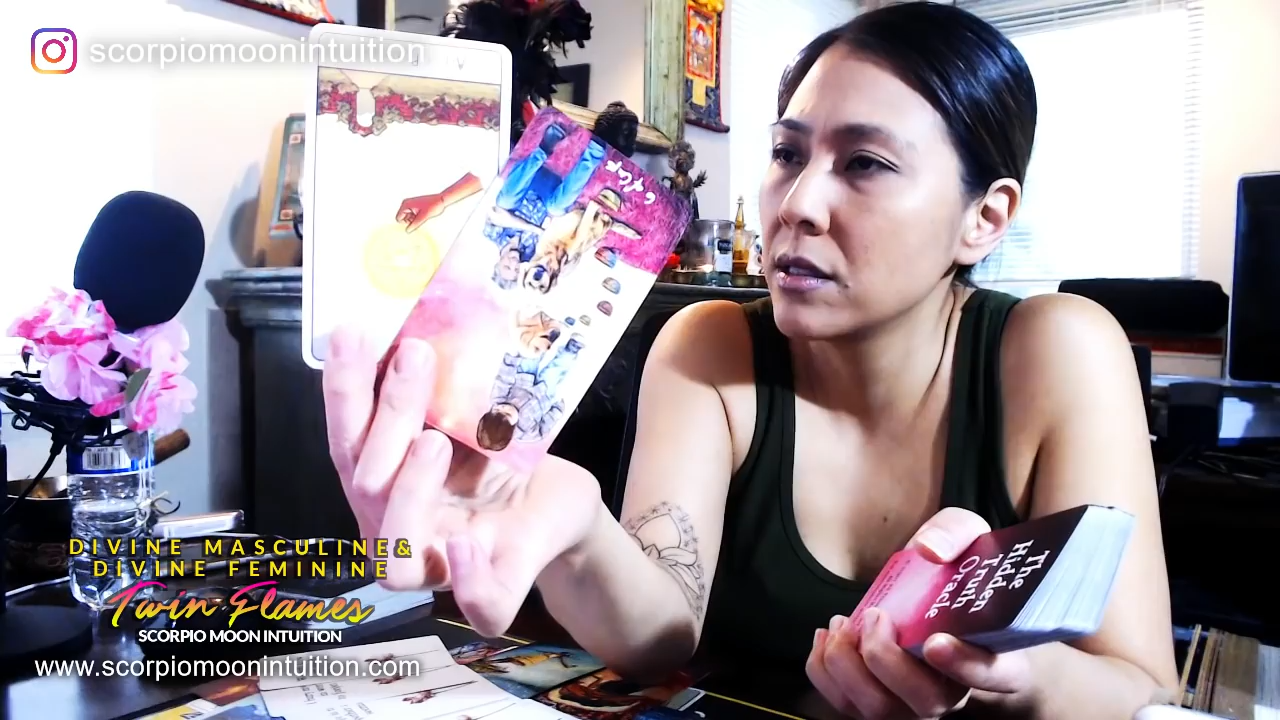 scorpiomoonintuition
DIVINE MASCULINE&
DIVINE FEMININE
Twin Flames
SCORPIO MOON INTUITION
www.scorpiomoonintuition.com
The
Hidden
Truth
Oracle